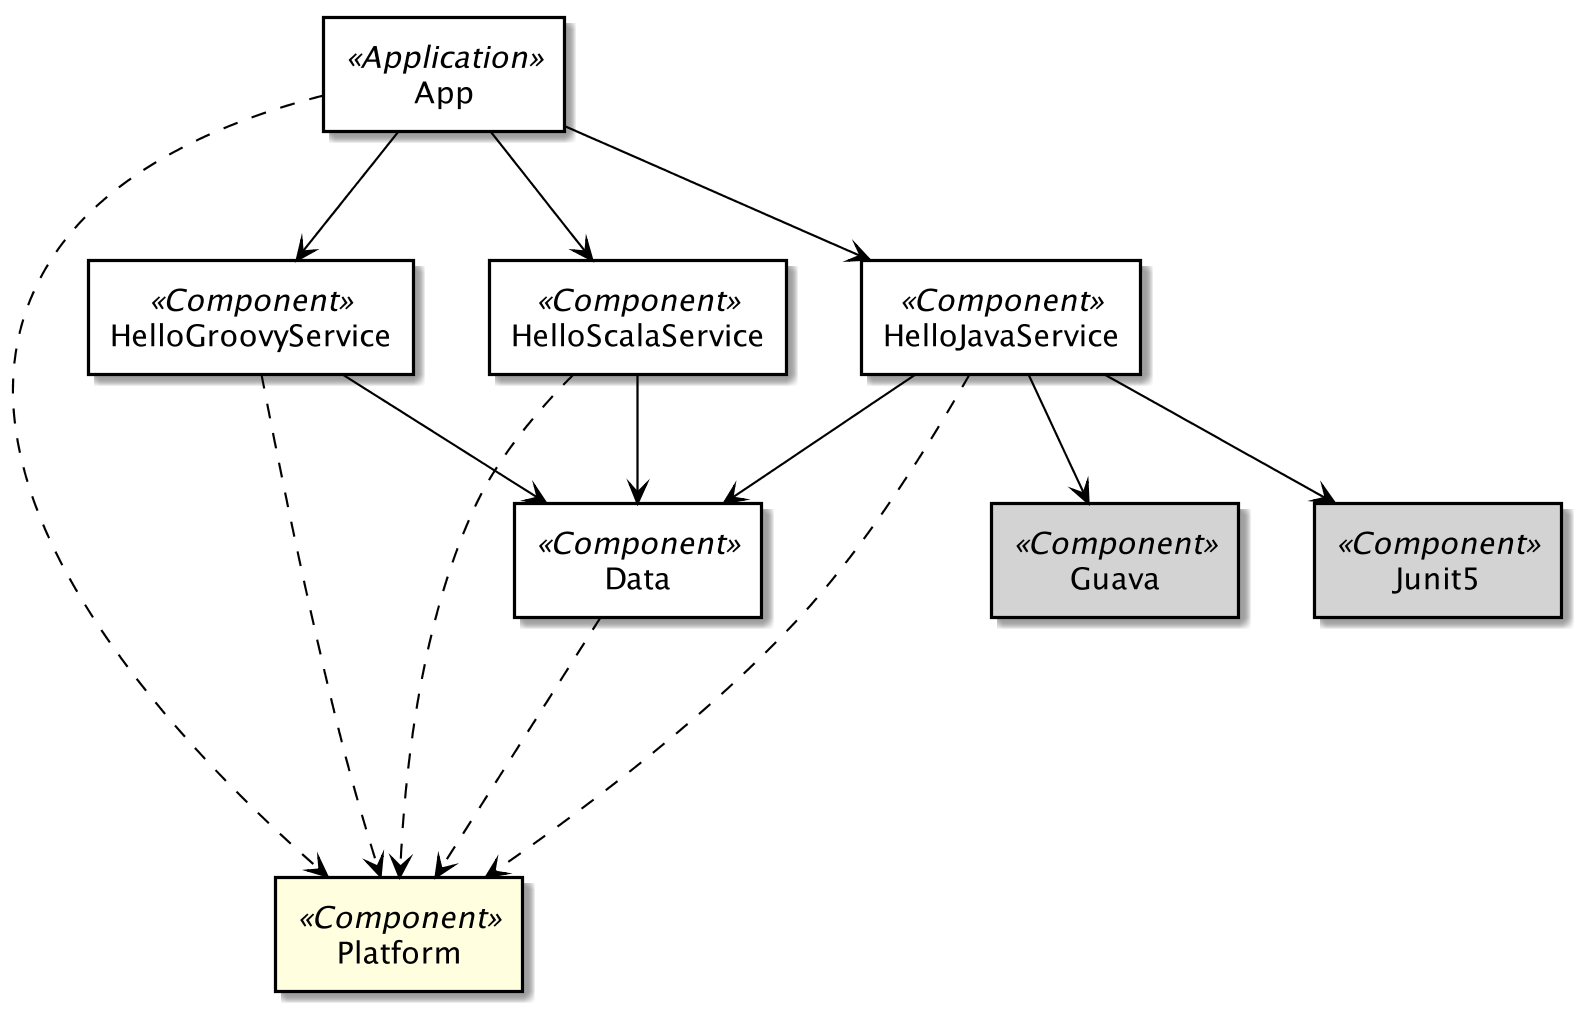 «Application»
App
«Component»
HelloGroovyService
«Component»
HelloScalaService
«Component»
HelloJavaService
«Component»
Data
«Component»
Guava
«Component»
Junit5
«Component»
Platform